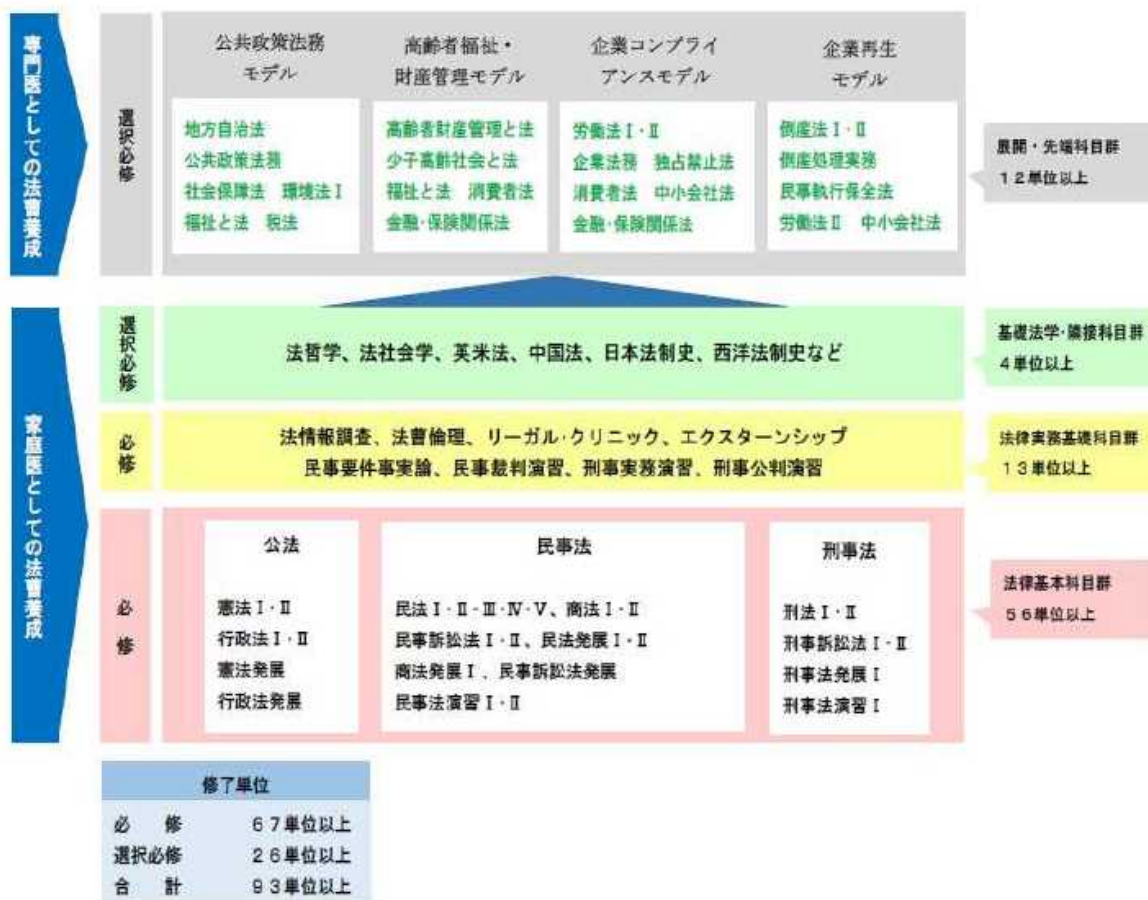 専門医としての法曹養成
選択必修
公共政策法務
モデル
地方自治法
公共政策法務
社会保障法　環境法Ⅰ
福祉と法　税法
高齢者福祉・
財産管理モデル
高齢者財産管理と法
少子高齢社会と法
福祉と法　消費者法
金融・保険関係法
企業コンプライ
アンスモデル
労働法Ⅰ・Ⅱ
企業法務　独占禁止法
消費者法　中小会社法
金融・保険関係法
企業再生
モデル
倒産法Ⅰ・Ⅱ
倒産処理実務
民事執行保全法
労働法Ⅱ　中小会社法
展開・先端科目群
１２単位以上
家庭医としての法曹養成
選択必修
法哲学、法社会学、英米法、中国法、日本法制史、西洋法制史など
基礎法学・隣接科目群
４単位以上
必修
法情報調査、法曹倫理、リーガル・クリニック、エクスターンシップ
民事要件事実論、民事裁判演習、刑事実務演習、刑事公判演習
法律実務基礎科目群
１３単位以上
必修
公法
憲法Ⅰ・Ⅱ
行政法Ⅰ・Ⅱ
憲法発展
行政法発展
民事法
民法Ⅰ・Ⅱ-Ⅲ・Ⅳ・Ⅴ、商法Ⅰ・Ⅱ
民事訴訟法Ⅰ・Ⅱ、民法発展Ⅰ・Ⅱ
商法発展Ⅰ、民事訴訟法発展
民事法演習Ⅰ・Ⅱ
刑事法
刑法Ⅰ・Ⅱ
刑事訴訟法Ⅰ・Ⅱ
刑事法発展Ⅰ
刑事法演習Ⅰ
法律基本科目群
５６単位以上
修了単位
必　修　６７単位以上
選択必修　２６単位以上
合　計　９３単位以上